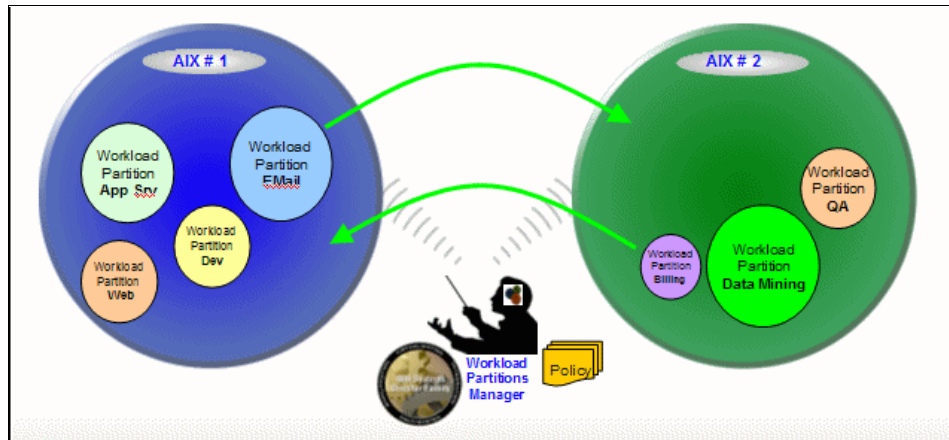 AIX # 1
AIX # 2
Workload
Partition
App Srv
Workload
Partition
EMail
Workload
Partition
Dev
Workload
Partition
Web
Workload
Partition
QA
Workload
Partition
Billing
Workload
Partition
Data Mining
Workload
Partitions
Manager
Policy